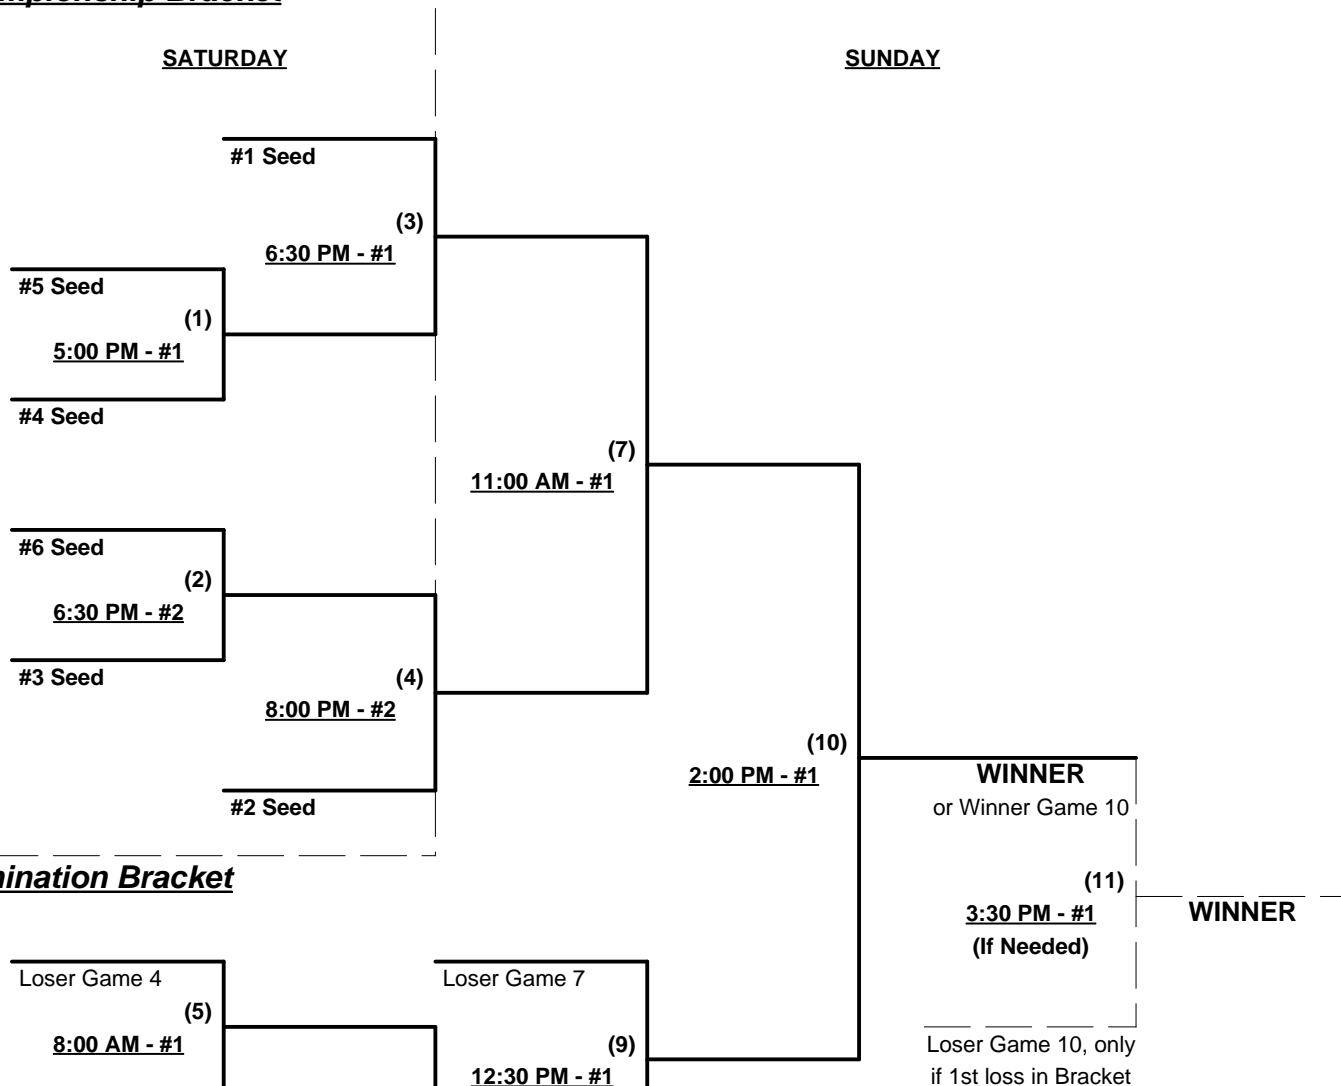 Bracket
SATURDAY
SUNDAY
#1 Seed
(3)
6:30 PM - #1
#5 Seed
(1)
5:00 PM - #1
#4 Seed
(7)
11:00 AM - #1
#6 Seed
(2)
6:30 PM - #2
#3 Seed
(4)
8:00 PM - #2
(10)
2:00 PM - #1
WINNER
or Winner Game 10
#2 Seed
Bracket
(11)
3:30 PM - #1
WINNER
(If Needed)
Loser Game 4
Loser Game 7
(5)
8:00 AM - #1
(9)
12:30 PM - #1
Loser Game 10, only
if 1st loss in Bracket